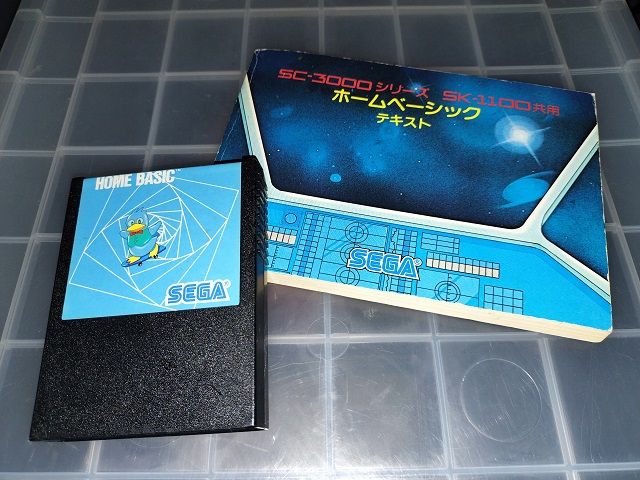 HOME BASIC™
SEGA®
SC-3000シリーズ SK-1100共用
ホームベーシック
テキスト
SEGA®